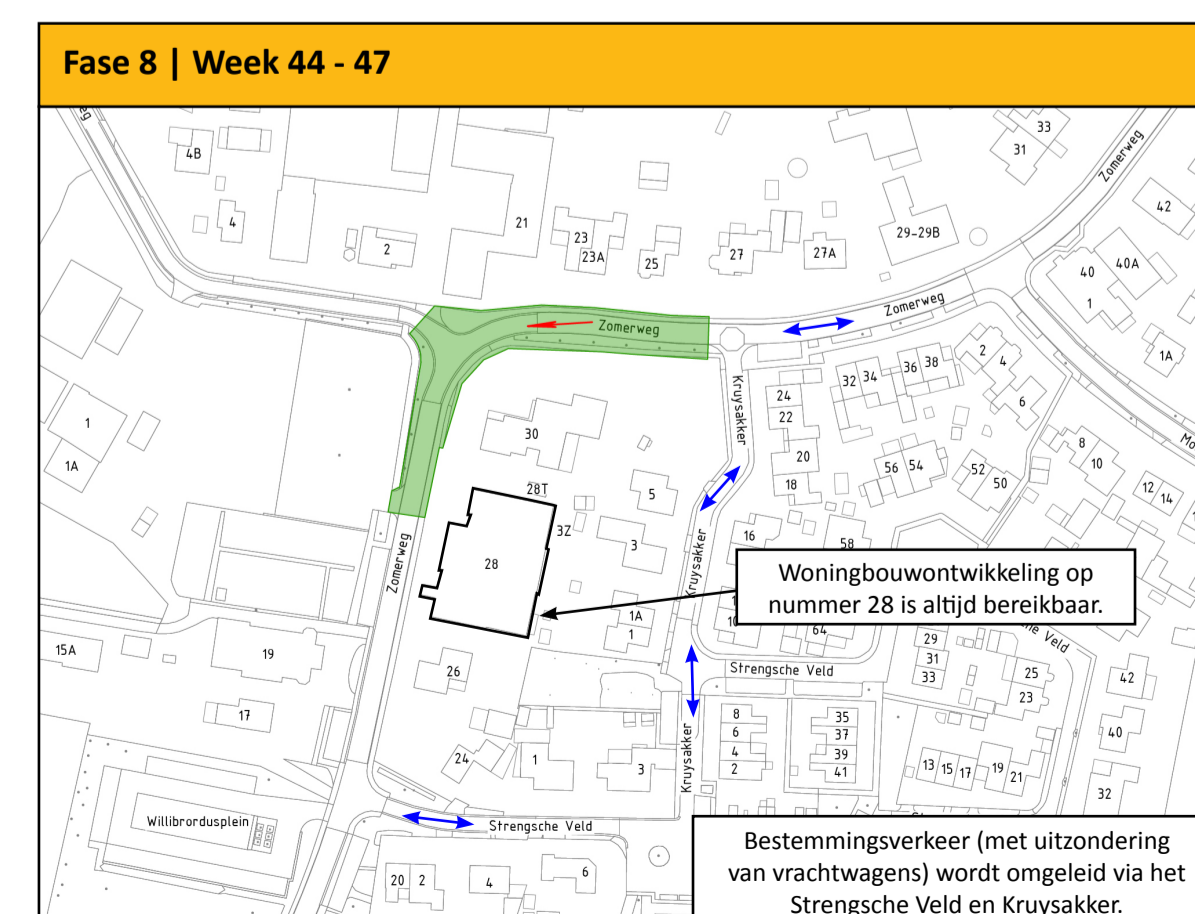 Fase 8 | Week 44 - 47
33
31
4B
Zomerweg
42
4
21
23
29-29B
2
23A
25
27
27A
40
40A
1
Zomerweg
Zomerweg
1A
2
4
36
38
32
34
6
Kruysakker
24
22
1
30
8
10
20
56
54
52
50
1A
18
12
14
28T
5
3Z
16
58
3
Zomerweg
28
Kruysakker
Woningbouwontwikkeling op
nummer 28 is altijd bereikbaar.
1A
1
64
Veld
29
15A
19
31
33
26
Strengsche Veld
25
23
42
17
8
6
4
2
35
37
39
41
Kruysakker
40
24
1
3
13
15
17
19
21
32
Willibrordusplein
Strengsche Veld
Bestemmingsverkeer (met uitzondering
van vrachtwagens) wordt omgeleid via het
Strengsche Veld en Kruysakker.
20
2
4
6